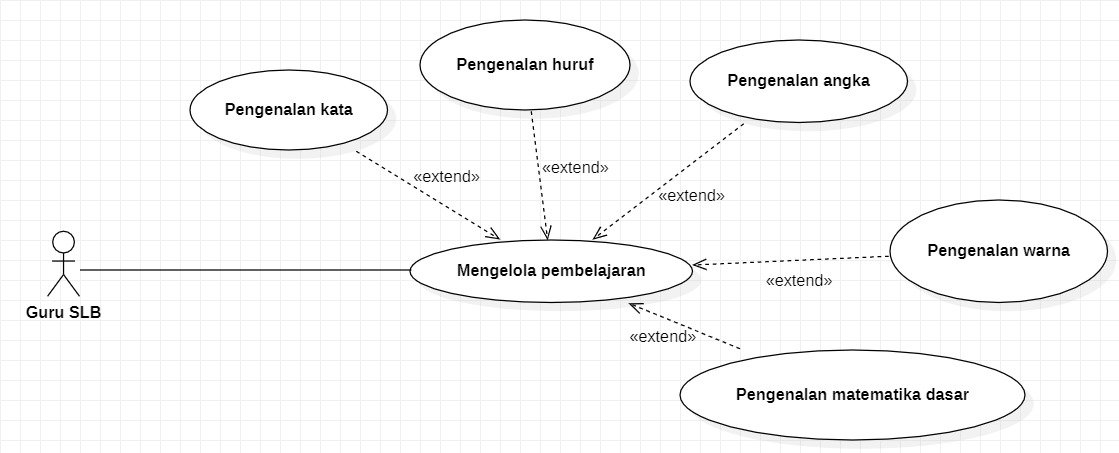 Pengenalan huruf
Pengenalan angka
Pengenalan kata
«extend»
«extend»
«extend»
Pengenalan warna
Mengelola pembelajaran
«extend»
Guru SLB
«extend»
Pengenalan matematika dasar